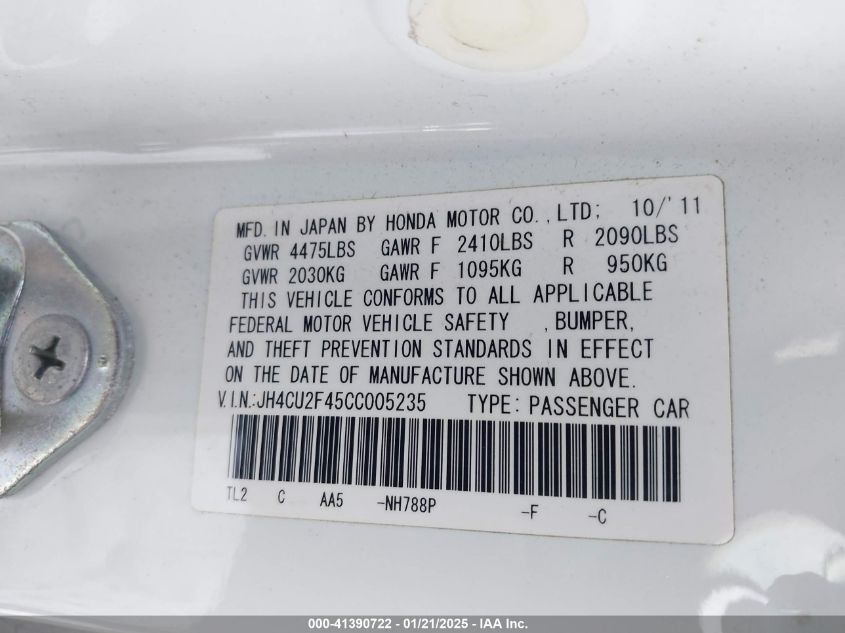 MFD. IN JAPAN BY HONDA MOTOR CO.,LTD; 10/'11
GVWR 4475LBS GAWR F 2410LBS R 2090LBS
GVWR 2030KG GAWR F 1095KG R 950KG
THIS VEHICLE CONFORMS TO ALL APPLICABLE
FEDERAL MOTOR VEHICLE SAFETY , BUMPER,
AND THEFT PREVENTION STANDARDS IN EFFECT
ON THE DATE OF MANUFACTURE SHOWN ABOVE.
V.I.N.:JH4CU2F45CC005235 TYPE: PASSENGER CAR
TL2 C AA5 -NH788P -F -C
000-41390722 - 01/21/2025 - IAA Inc.